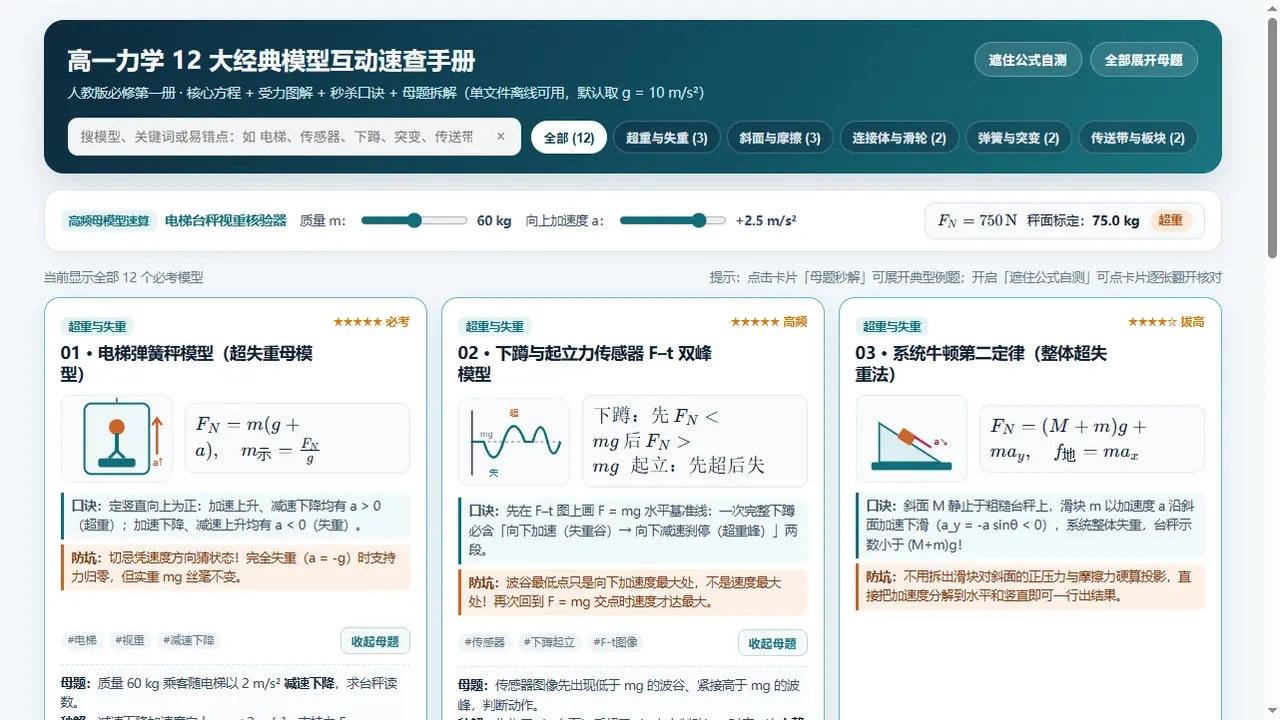 高一力学 12 大经典模型互动速查手册
遮住公式自测
全部展开母题
人教版必修第一册 · 核心方程 + 受力图解 + 秒杀口诀 + 母题拆解（单文件离线可用，默认取 g = 10 m/s²）
搜模型、关键词或易错点：如 电梯、传感器、下蹲、突变、传送带
×
全部 (12)
超重与失重 (3)
斜面与摩擦 (3)
连接体与滑轮 (2)
弹簧与突变 (2)
传送带与板块 (2)
高频母模型速算
电梯台秤视重核验器
质量 m：
60 kg
向上加速度 a：
+2.5 m/s²
F_N = 750 N 秤面标定：75.0 kg
超重
当前显示全部 12 个必考模型
提示：点击卡片「母题秒解」可展开典型例题；开启「遮住公式自测」可点卡片逐张翻开核对
超重与失重
★★★★★ 必考
01 · 电梯弹簧秤模型（超失重母模
型）
a↑
F_N = m(g +
a), m示 = F_N/g
口诀：定竖直向上为正：加速上升、减速下降均有 a > 0
（超重）；加速下降、减速上升均有 a < 0（失重）。
防坑：切忌凭速度方向猜状态！完全失重（a = -g）时支持
力归零，但实重 mg 丝毫不变。
#电梯
#视重
#减速下降
收起母题
母题：质量 60 kg 乘客随电梯以 2 m/s² 减速下降，求台秤读
数。
超重与失重
★★★★★ 高频
02 · 下蹲与起立力传感器 F–t 双峰
模型
超
mg
失
下蹲：先 F_N <
mg 后 F_N >
mg 起立：先超后失
口诀：先在 F–t 图上画 F = mg 水平基准线：一次完整下蹲
必含「向下加速（失重谷）→ 向下减速刹停（超重峰）」两
段。
防坑：波谷最低点只是向下加速度最大处，不是速度最大
处！再次回到 F = mg 交点时速度才达最大。
#传感器
#下蹲起立
#F-t图像
收起母题
母题：传感器图像先出现低于 mg 的波谷、紧接高于 mg 的波
峰，判断动作。
超重与失重
★★★★☆ 拔高
03 · 系统牛顿第二定律（整体超失
重法）
a↘
F_N = (M + m)g +
ma_y, f地 = ma_x
口诀：斜面 M 静止于粗糙台秤上，滑块 m 以加速度 a 沿斜
面加速下滑（a_y = -a sinθ < 0），系统整体失重，台秤示
数小于 (M+m)g！
防坑：不用拆出滑块对斜面的正压力与摩擦力硬算投影，直
接把加速度分解到水平和竖直即可一行出结果。